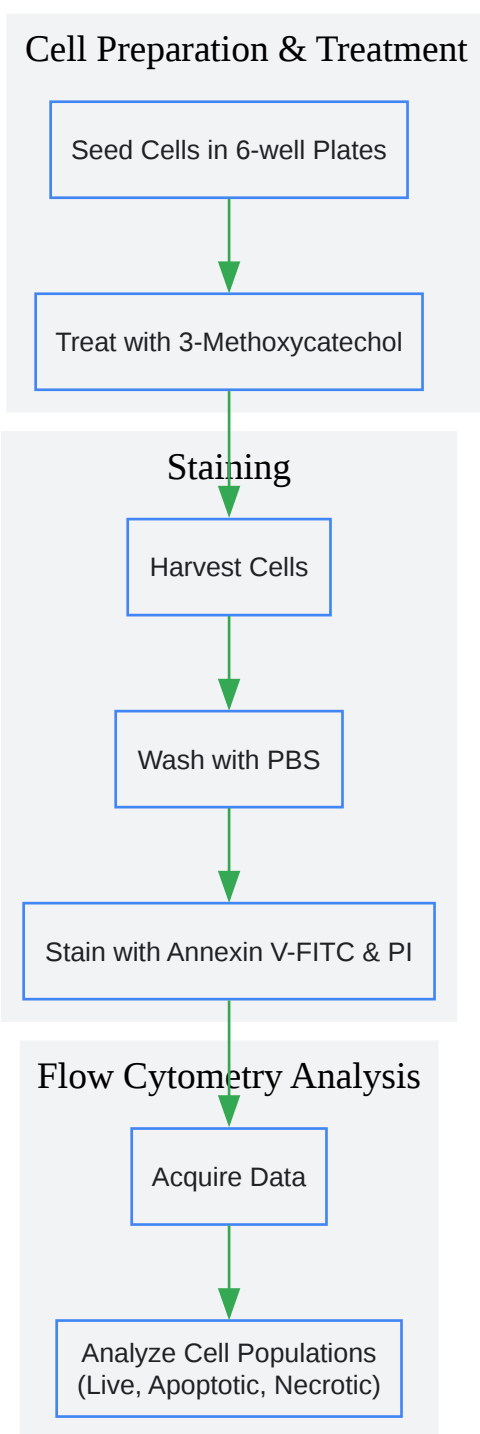 Cell Preparation & Treatment
Seed Cells in 6-well Plates
Treat with 3-Methoxycatechol
Staining
Harvest Cells
Wash with PBS
Stain with Annexin V-FITC & PI
Flow Cytometry Analysis
Acquire Data
Analyze Cell Populations
(Live, Apoptotic, Necrotic)